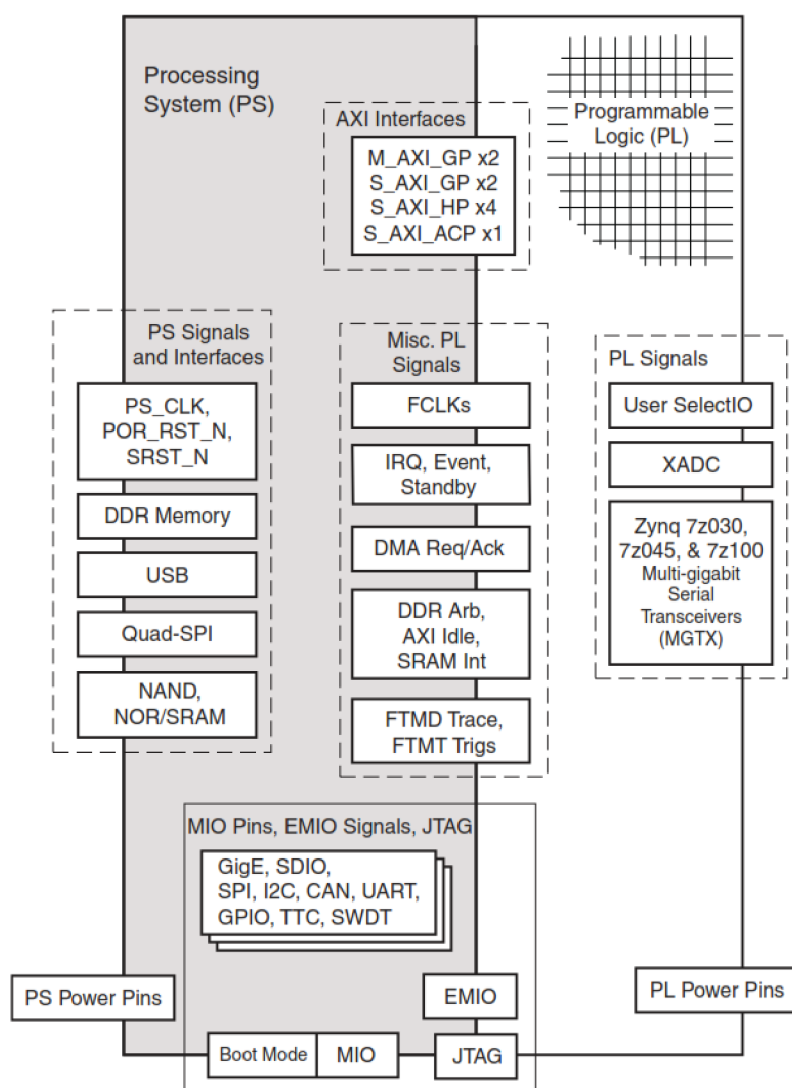 Processing
System (PS)
AXI Interfaces
M_AXI_GP x2
S_AXI_GP x2
S_AXI_HP x4
S_AXI_ACP x1
Programmable
Logic (PL)
PS Signals
and Interfaces
PS_CLK,
POR_RST_N,
SRST_N
DDR Memory
USB
Quad-SPI
NAND,
NOR/SRAM
Misc. PL
Signals
FCLKs
IRQ, Event,
Standby
DMA Req/Ack
DDR Arb,
AXI Idle,
SRAM Int
FTMD Trace,
FTMT Trigs
PL Signals
User SelectIO
XADC
Zynq 7z030,
7z045, & 7z100
Multi-gigabit
Serial
Transceivers
(MGTX)
MIO Pins, EMIO Signals, JTAG
GigE, SDIO,
SPI, I2C, CAN, UART,
GPIO, TTC, SWDT
PS Power Pins
EMIO
PL Power Pins
Boot Mode
MIO
JTAG